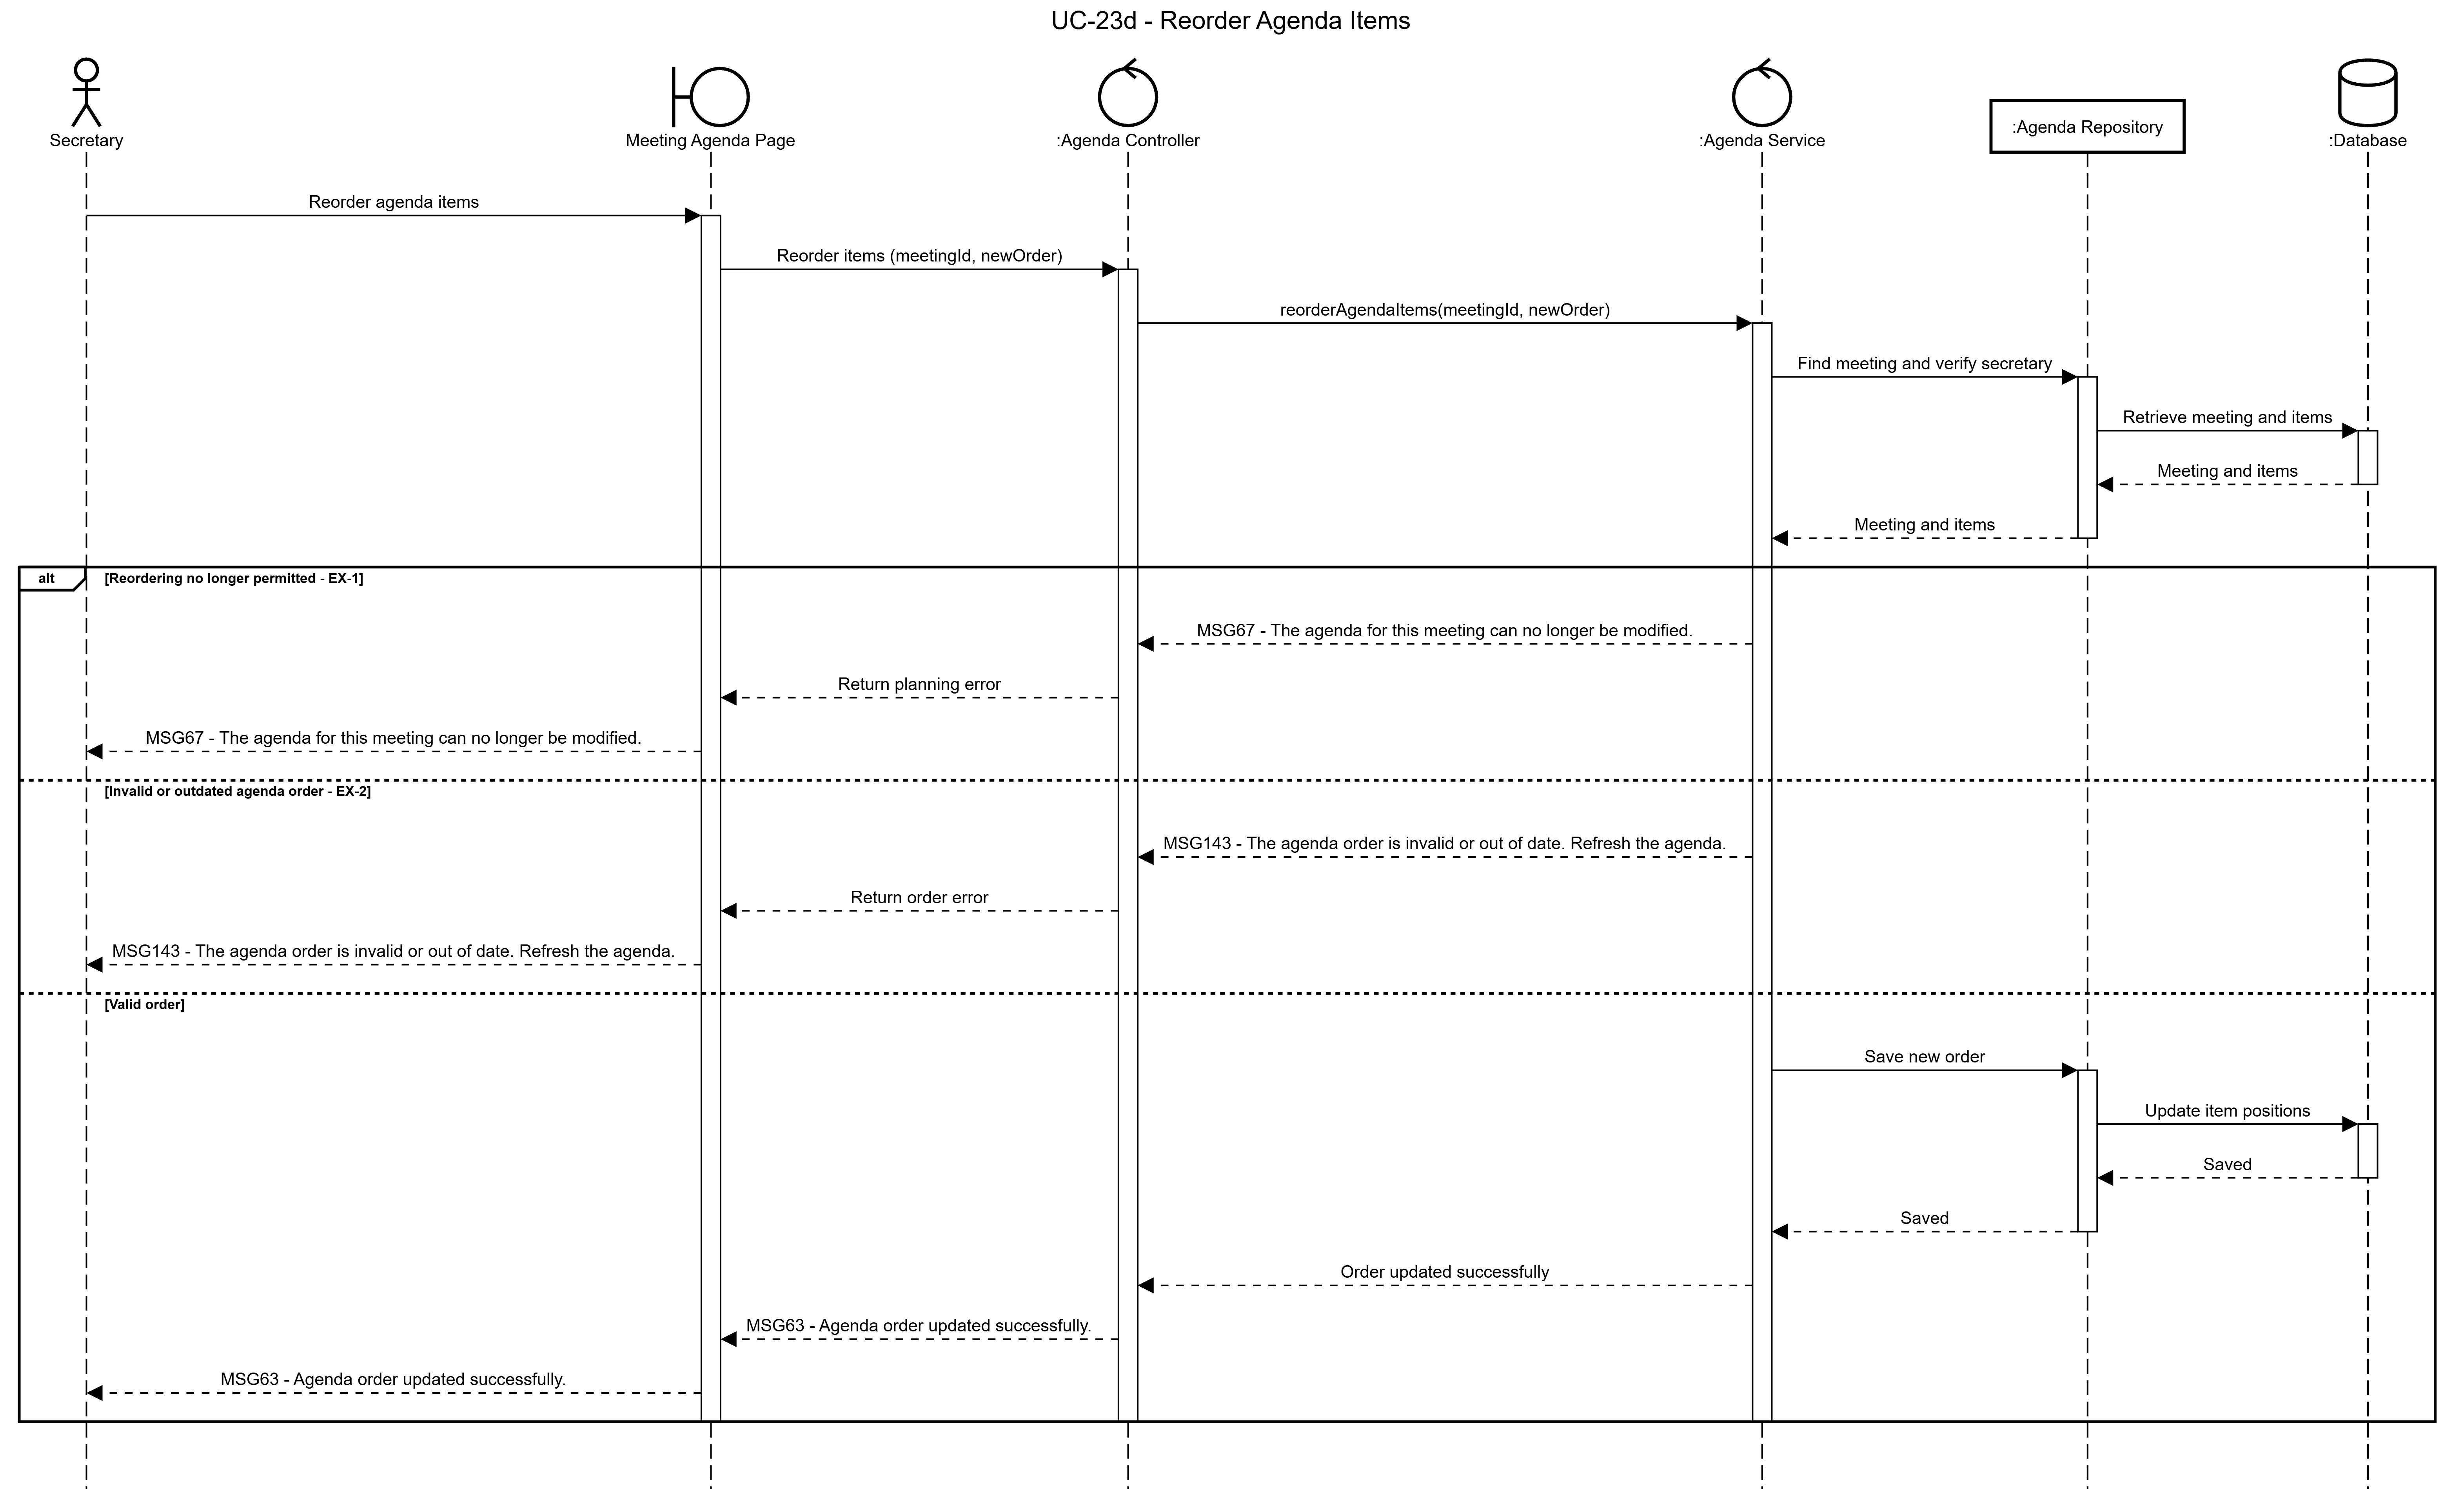 UC-23d - Reorder Agenda Items
Secretary
Meeting Agenda Page
:Agenda Controller
:Agenda Service
:Agenda Repository
:Database
Reorder agenda items
Reorder items (meetingId, newOrder)
reorderAgendaItems(meetingId, newOrder)
Find meeting and verify secretary
Retrieve meeting and items
Meeting and items
Meeting and items
alt
[Reordering no longer permitted - EX-1]
MSG67 - The agenda for this meeting can no longer be modified.
Return planning error
MSG67 - The agenda for this meeting can no longer be modified.
[Invalid or outdated agenda order - EX-2]
MSG143 - The agenda order is invalid or out of date. Refresh the agenda.
Return order error
MSG143 - The agenda order is invalid or out of date. Refresh the agenda.
[Valid order]
Save new order
Update item positions
Saved
Saved
Order updated successfully
MSG63 - Agenda order updated successfully.
MSG63 - Agenda order updated successfully.